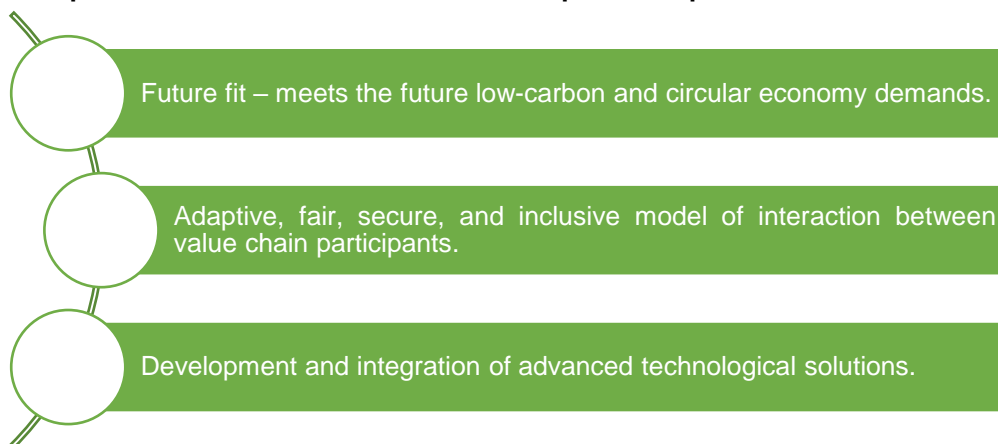 Future fit – meets the future low-carbon and circular economy demands.
Adaptive, fair, secure, and inclusive model of interaction between
value chain participants.
Development and integration of advanced technological solutions.